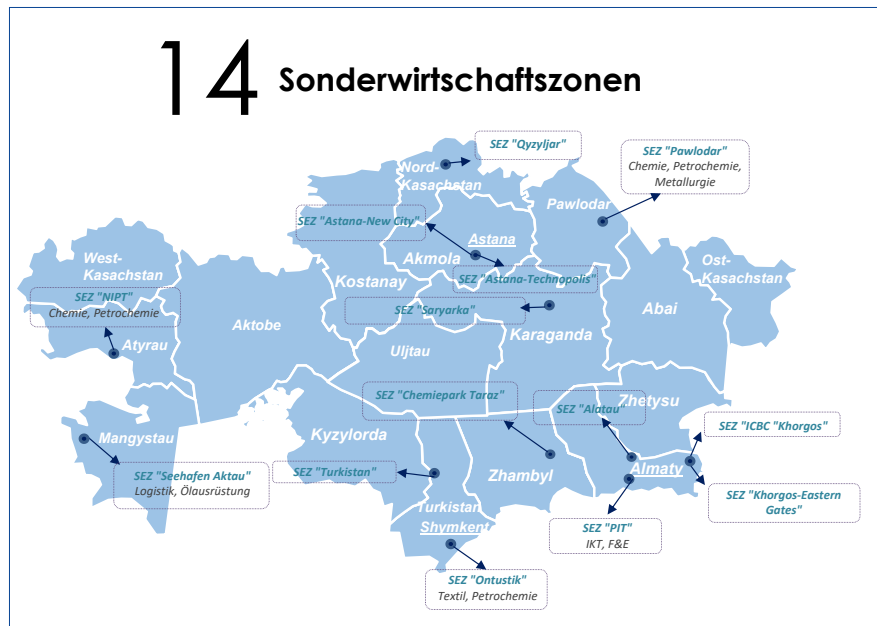 14 Sonderwirtschaftszonen
SEZ "Qyzyljar"
SEZ "Pawlodar"
Chemie, Petrochemie,
Metallurgie
Nord-
Kasachstan
Pawlodar
SEZ "Astana-New City"
Astana
Akmola
West-
Kasachstan
Ost-
Kasachstan
SEZ "Astana-Technopolis"
Kostanay
SEZ "NIPT"
Chemie, Petrochemie
SEZ "Saryarka"
Abai
Aktobe
Karaganda
Atyrau
Uljtau
SEZ "Chemiepark Taraz"
Zhetysu
SEZ "Alatau"
SEZ "ICBC "Khorgos"
Mangystau
Kyzylorda
SEZ "Seehafen Aktau"
Logistik, Ölausrüstung
SEZ "Turkistan"
Zhambyl
Almaty
SEZ "Khorgos-Eastern
Gates"
Turkistan
Shymkent
SEZ "PIT"
IKT, F&E
SEZ "Ontustik"
Textil, Petrochemie